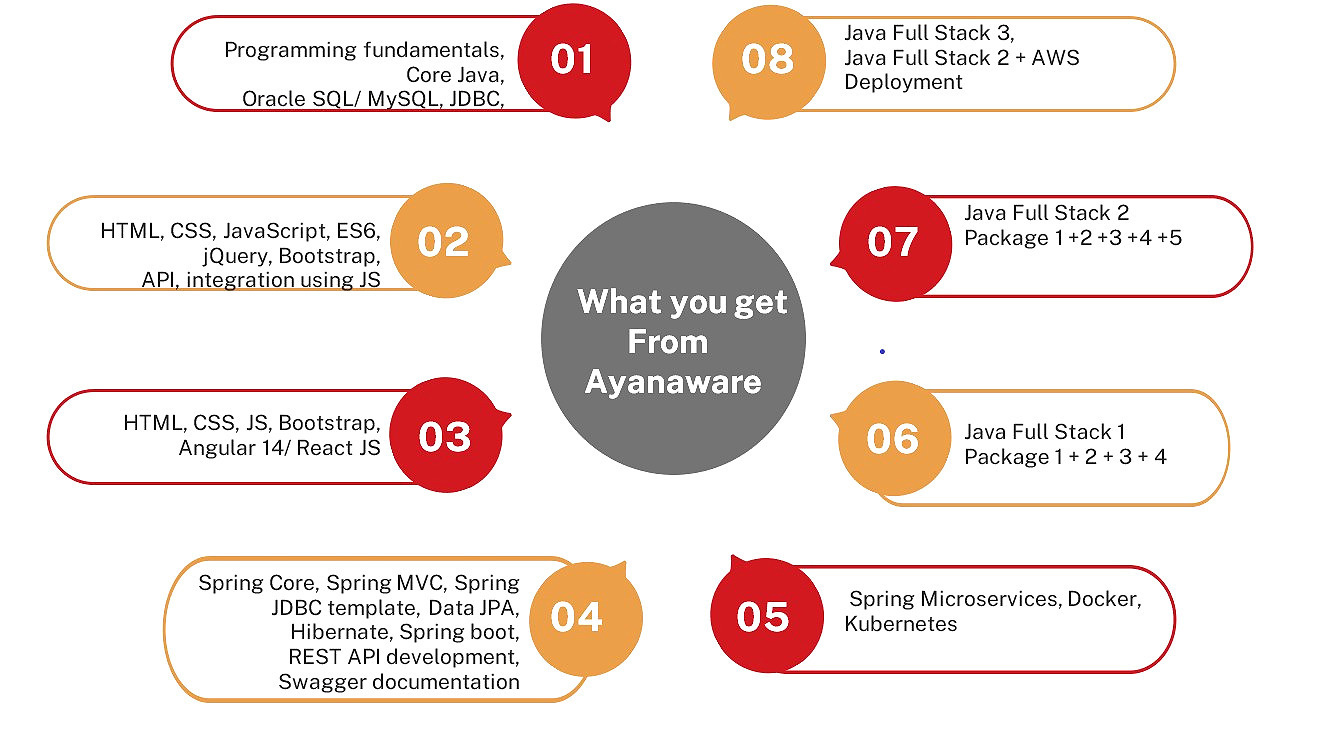 01
Programming fundamentals,
Core Java,
Oracle SQL/ MySQL, JDBC,
02
HTML, CSS, JavaScript, ES6,
jQuery, Bootstrap,
API, integration using JS
03
HTML, CSS, JS, Bootstrap,
Angular 14/ React JS
04
Spring Core, Spring MVC, Spring
JDBC template, Data JPA,
Hibernate, Spring boot,
REST API development,
Swagger documentation
What you get
From
Ayanaware
08
Java Full Stack 3,
Java Full Stack 2 + AWS
Deployment
07
Java Full Stack 2
Package 1 +2 +3 +4 +5
06
Java Full Stack 1
Package 1 + 2 + 3 + 4
05
Spring Microservices, Docker,
Kubernetes